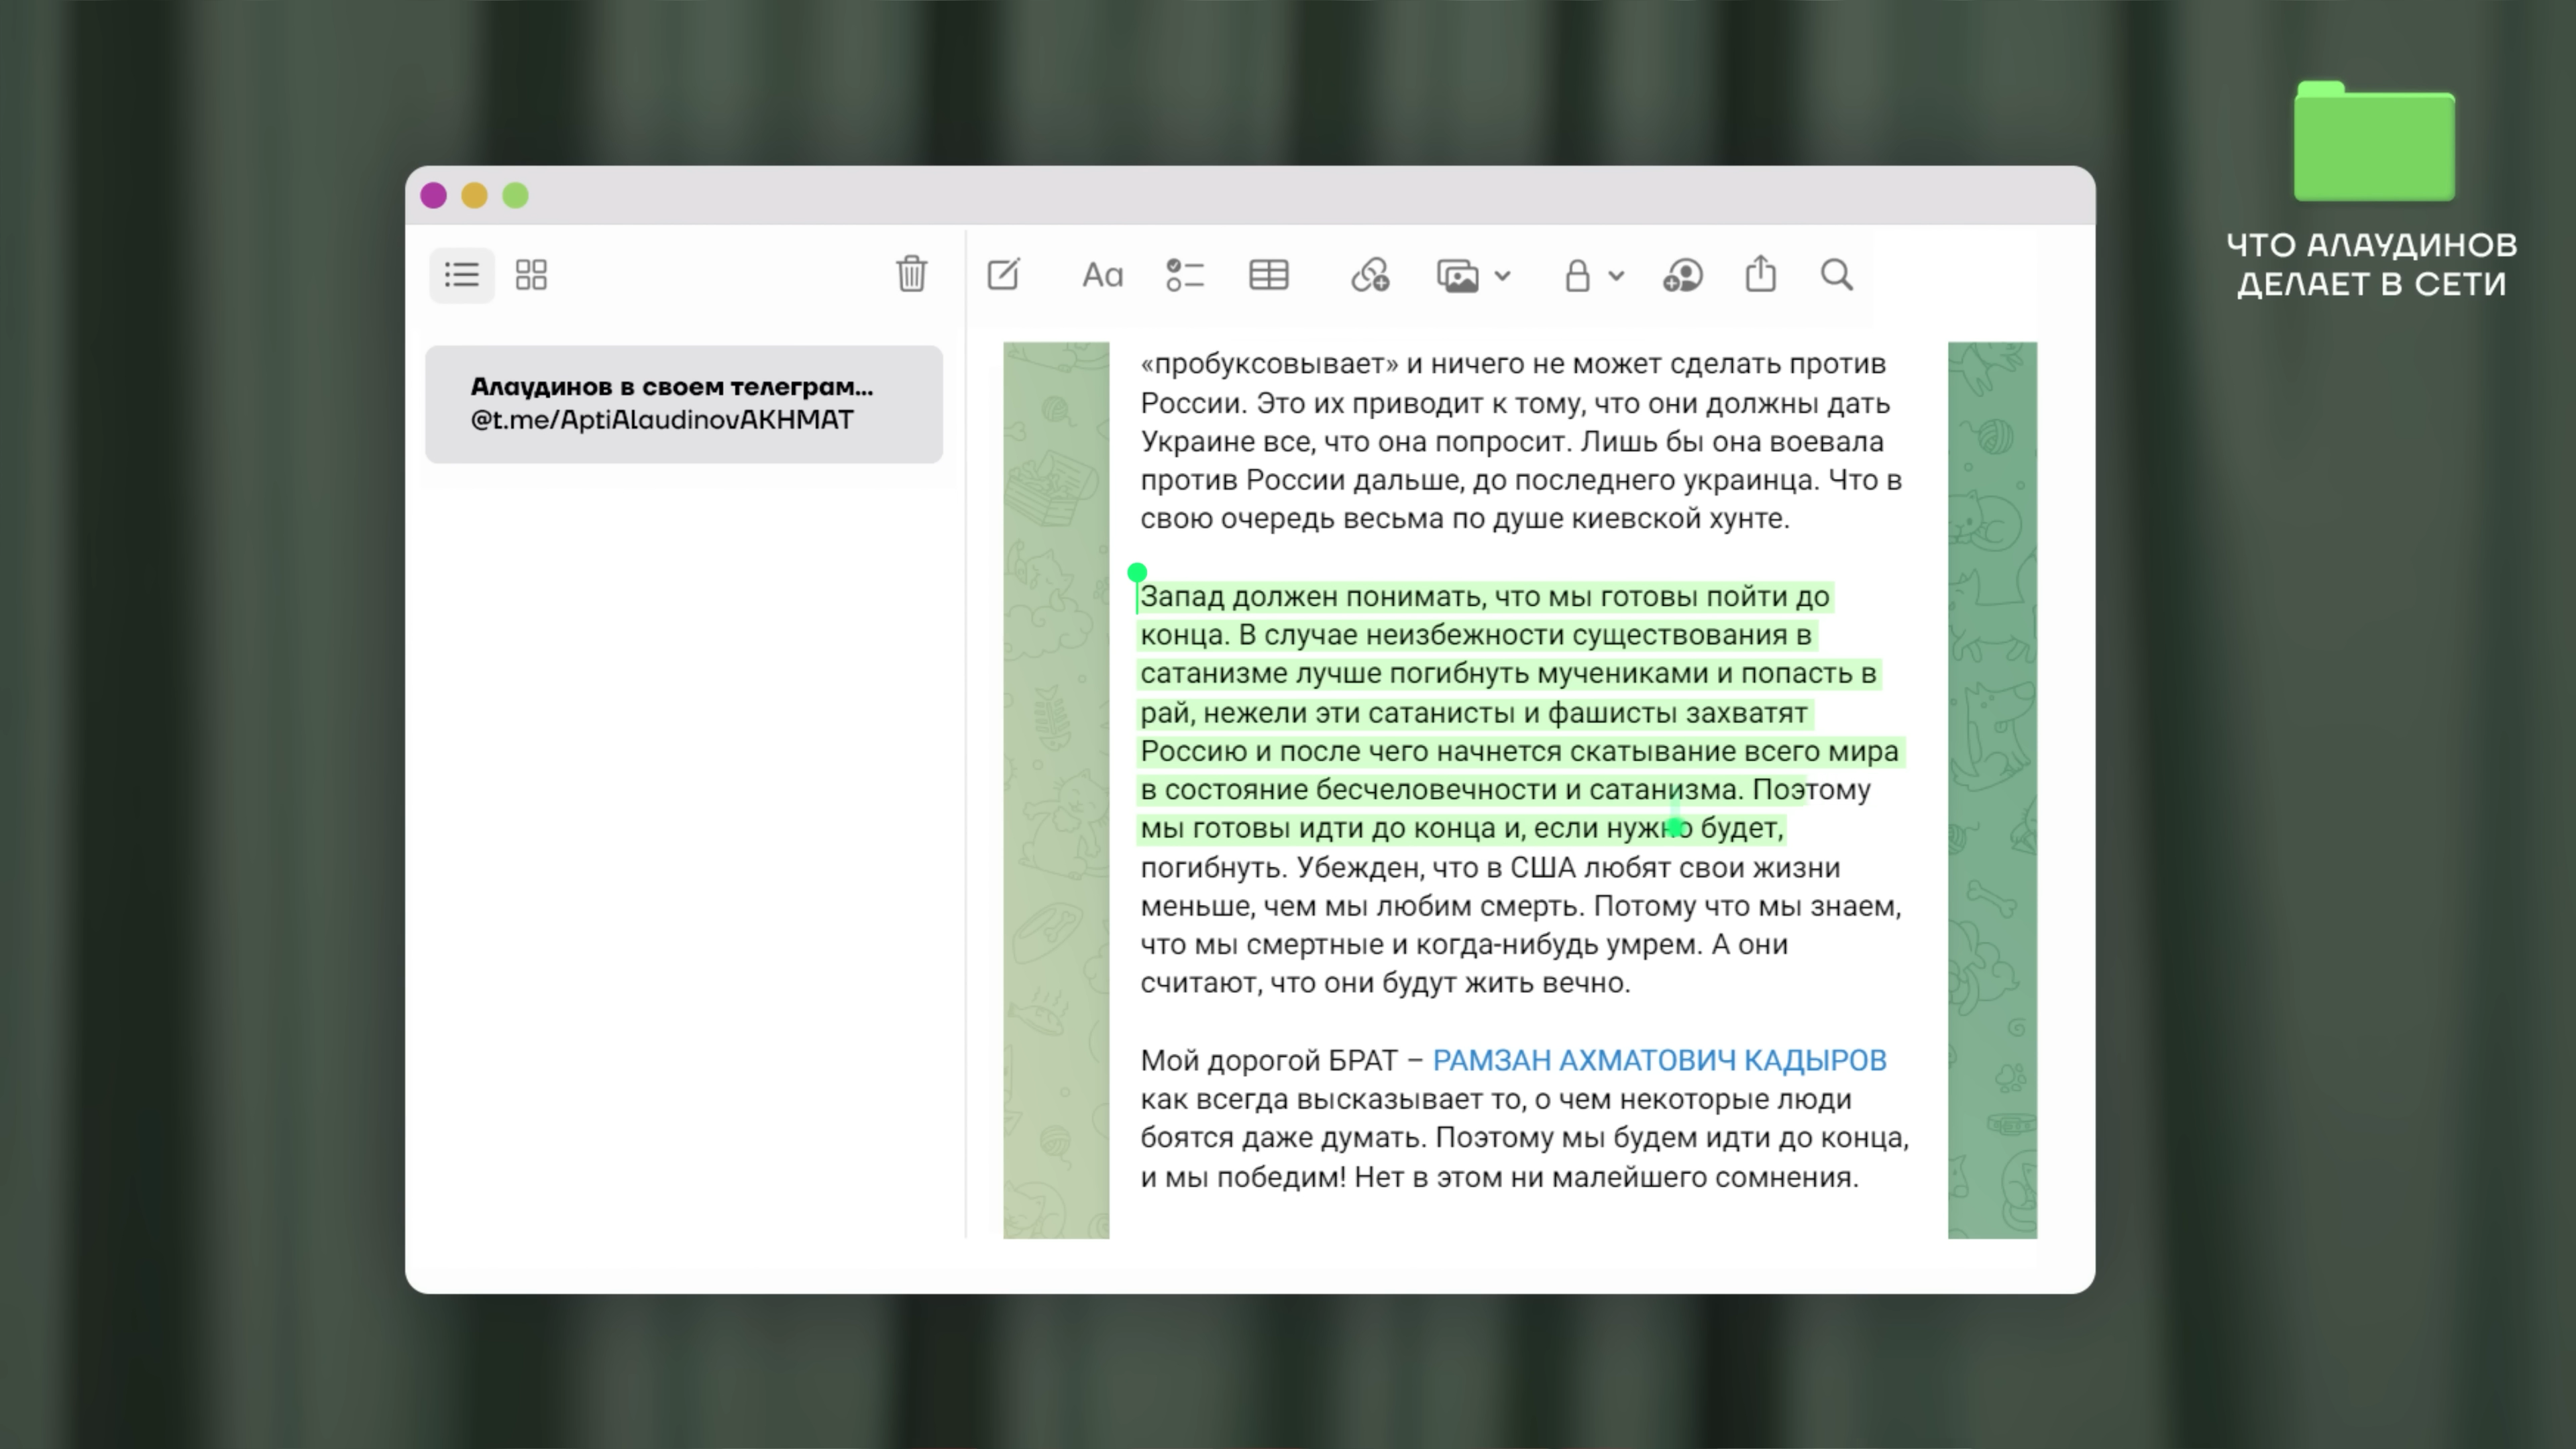 ЧТО АЛАУДИНОВ
ДЕЛАЕТ В СЕТИ
Aa
Алаудинов в своем телеграм...
@t.me/AptiAlaudinovAKHMAT
«пробуксовывает» и ничего не может сделать против
России. Это их приводит к тому, что они должны дать
Украине все, что она попросит. Лишь бы она воевала
против России дальше, до последнего украинца. Что в
свою очередь весьма по душе киевской хунте.
Запад должен понимать, что мы готовы пойти до
конца. В случае неизбежности существования в
сатанизме лучше погибнуть мучениками и попасть в
рай, нежели эти сатанисты и фашисты захватят
Россию и после чего начнется скатывание всего мира
в состояние бесчеловечности и сатанизма. Поэтому
мы готовы идти до конца и, если нужно будет,
погибнуть. Убежден, что в США любят свои жизни
меньше, чем мы любим смерть. Потому что мы знаем,
что мы смертные и когда-нибудь умрем. А они
считают, что они будут жить вечно.
Мой дорогой БРАТ – РАМЗАН АХМАТОВИЧ КАДЫРОВ
как всегда высказывает то, о чем некоторые люди
боятся даже думать. Поэтому мы будем идти до конца,
и мы победим! Нет в этом ни малейшего сомнения.